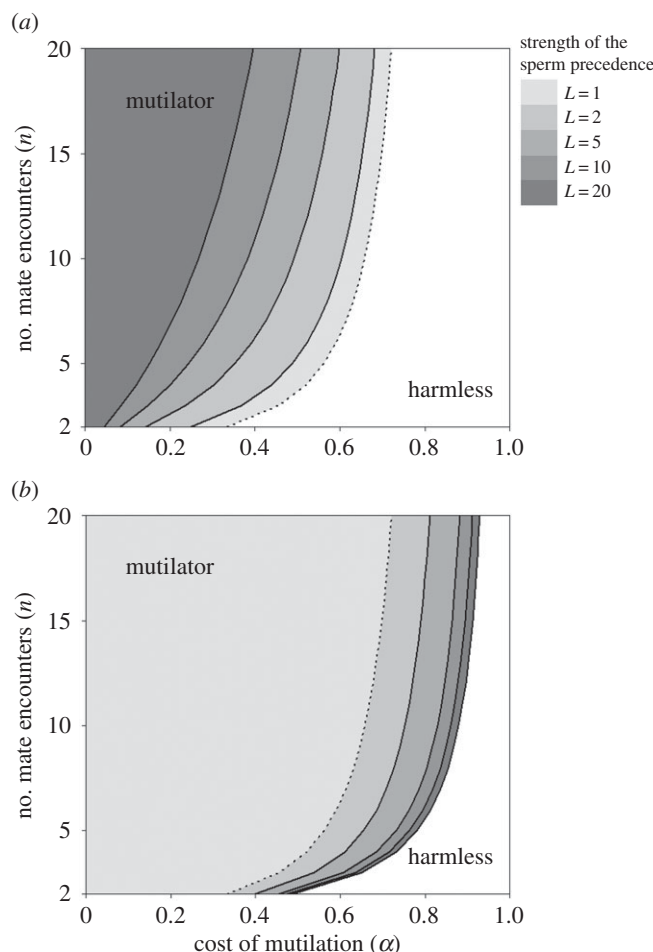 (a)
20
15
10
5
2
no. mate encounters (n)
mutilator
harmless
0 0.2 0.4 0.6 0.8 1.0
strength of the
sperm precedence
L = 1
L = 2
L = 5
L = 10
L = 20
(b)
20
15
10
5
2
no. mate encounters (n)
mutilator
harmless
0 0.2 0.4 0.6 0.8 1.0
cost of mutilation (α)